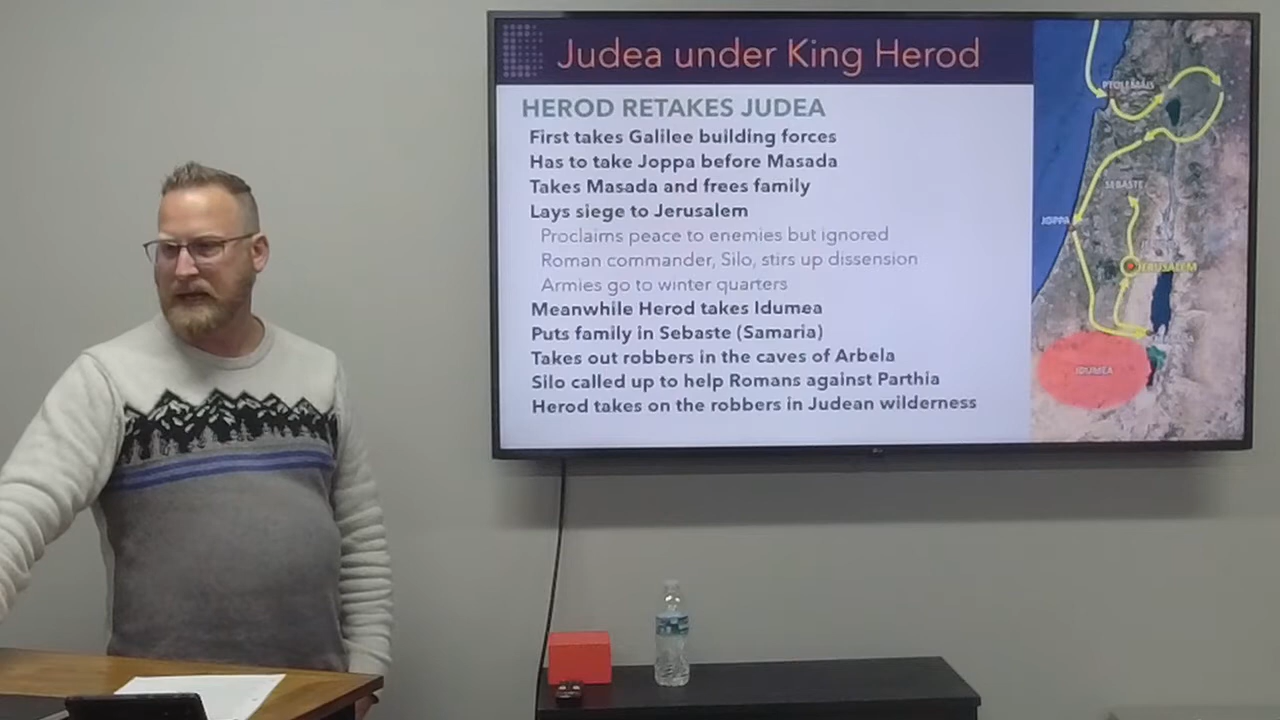 Judea under King Herod
HEROD RETAKES JUDEA
First takes Galilee building forces
Has to take Joppa before Masada
Takes Masada and frees family
Lays siege to Jerusalem
Proclaims peace to enemies but ignored
Roman commander, Silo, stirs up dissension
Armies go to winter quarters
Meanwhile Herod takes Idumea
Puts family in Sebaste (Samaria)
Takes out robbers in the caves of Arbela
Silo called up to help Romans against Parthia
Herod takes on the robbers in Judean wilderness
PTOLEMAIS
SEBASTE
JOPPA
JERUSALEM
IDUMEA
LG